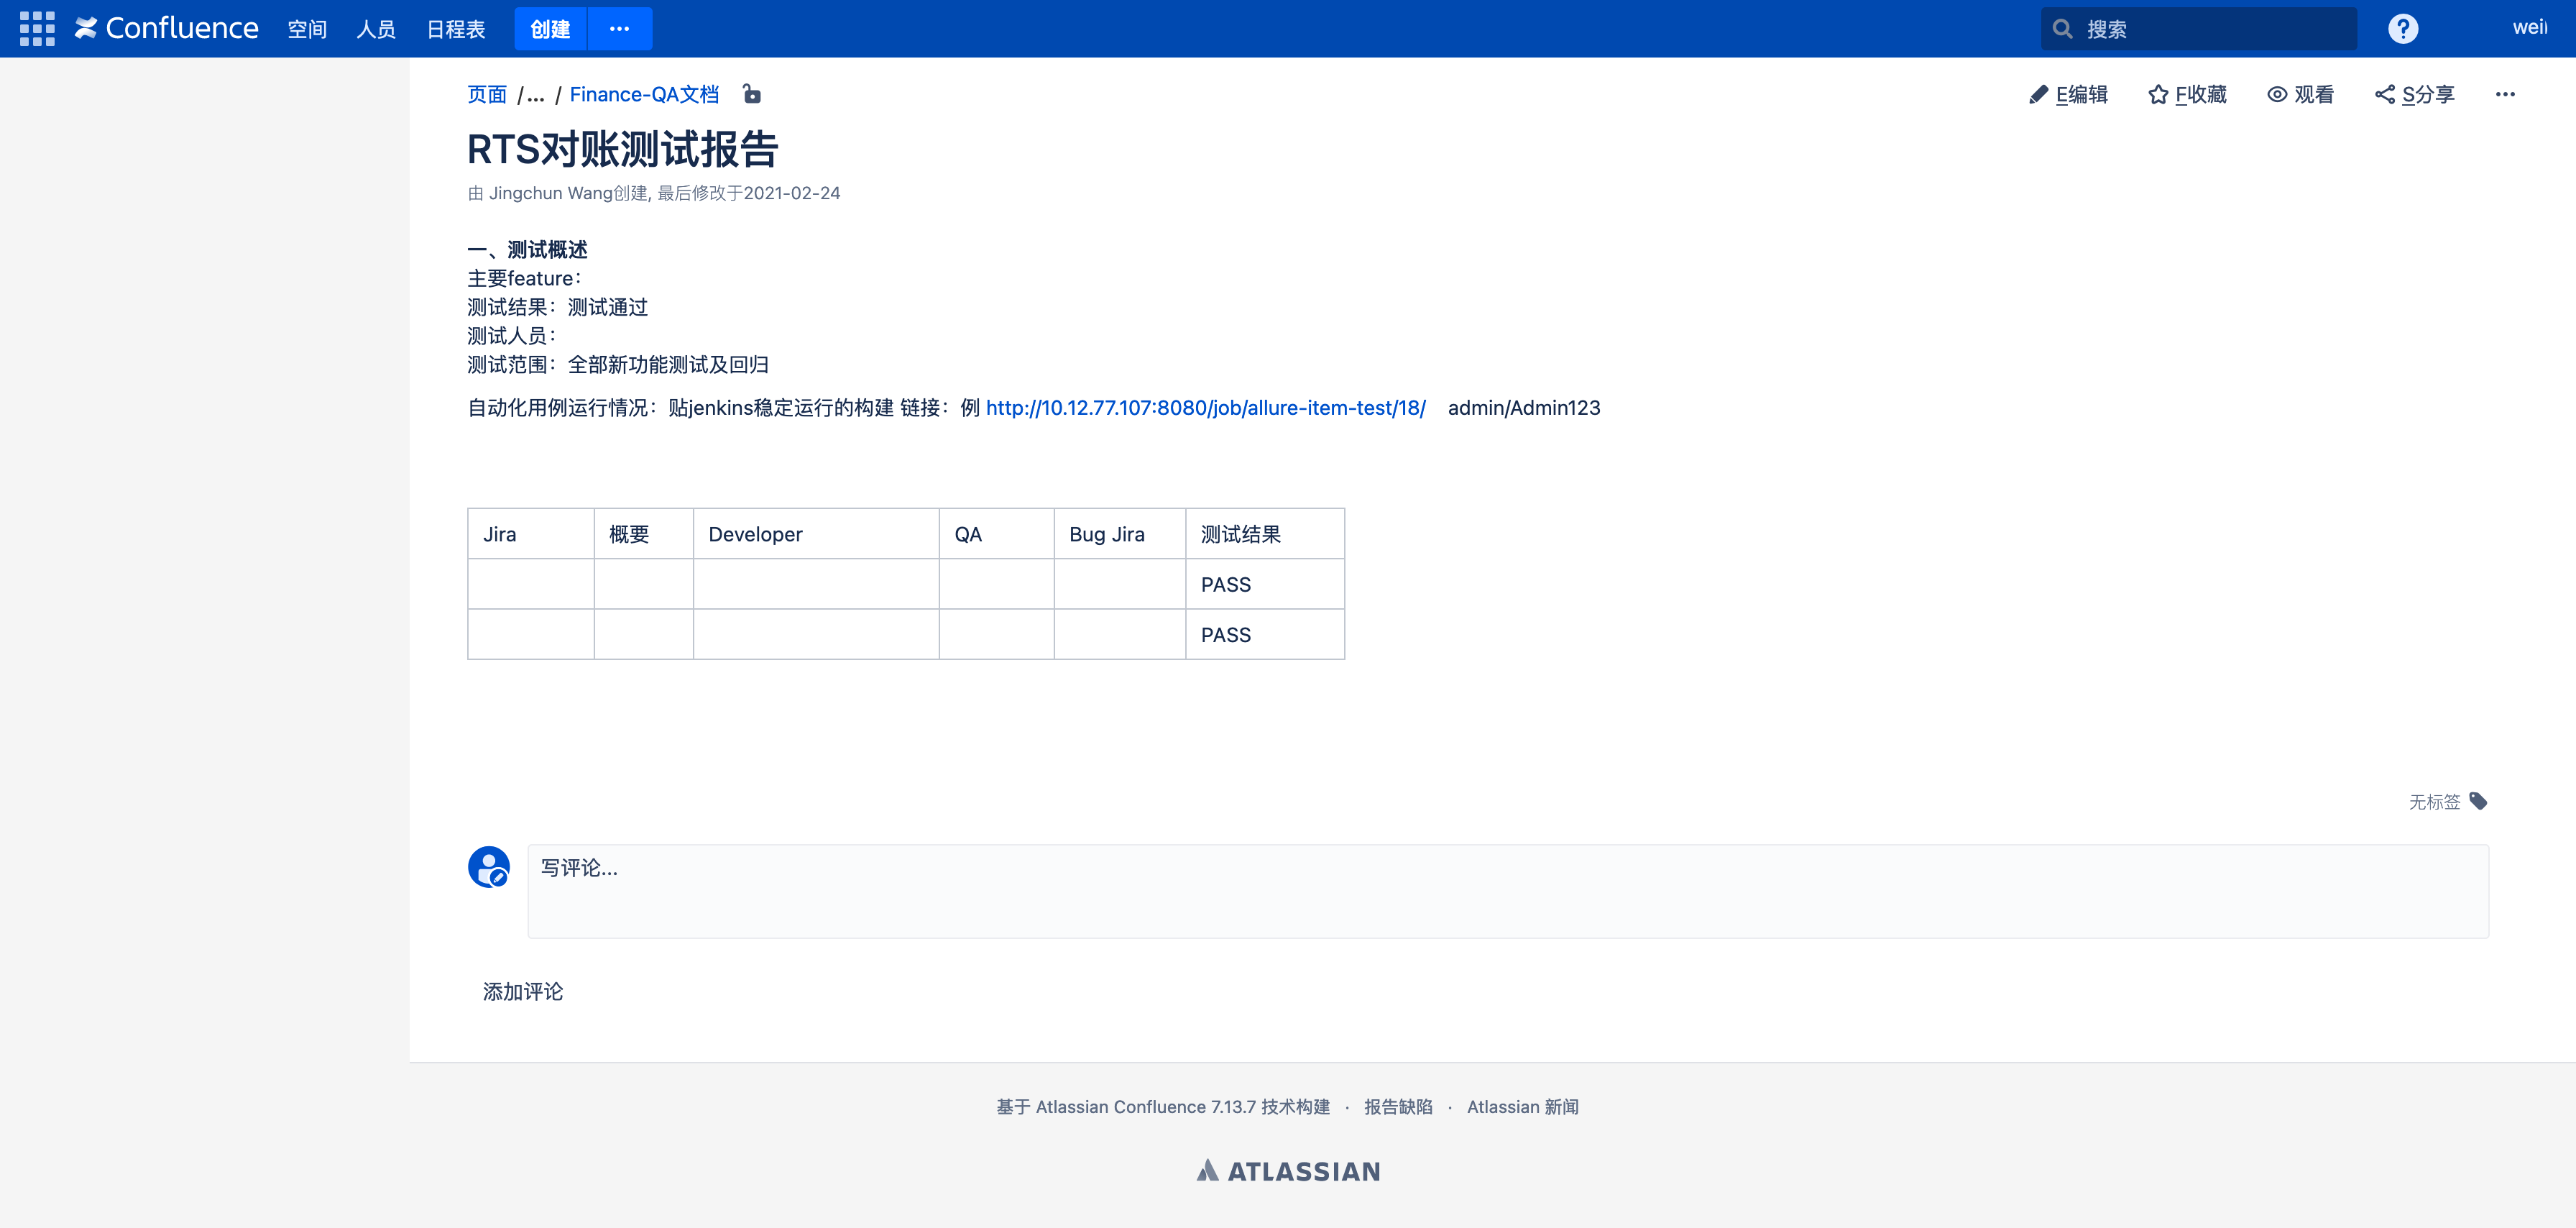 Confluence 空间 人员 日程表 创建 ··· 搜索 ? weil
页面 /... / Finance-QA文档 E编辑 F收藏 观看 S分享 ···
RTS对账测试报告
由 Jingchun Wang创建, 最后修改于2021-02-24
一、测试概述
主要feature：
测试结果：测试通过
测试人员：
测试范围：全部新功能测试及回归
自动化用例运行情况：贴jenkins稳定运行的构建 链接：例 http://10.12.77.107:8080/job/allure-item-test/18/ admin/Admin123
Jira 概要 Developer QA Bug Jira 测试结果
PASS
PASS
无标签
写评论...
添加评论
基于 Atlassian Confluence 7.13.7 技术构建 · 报告缺陷 · Atlassian 新闻
ATLASSIAN